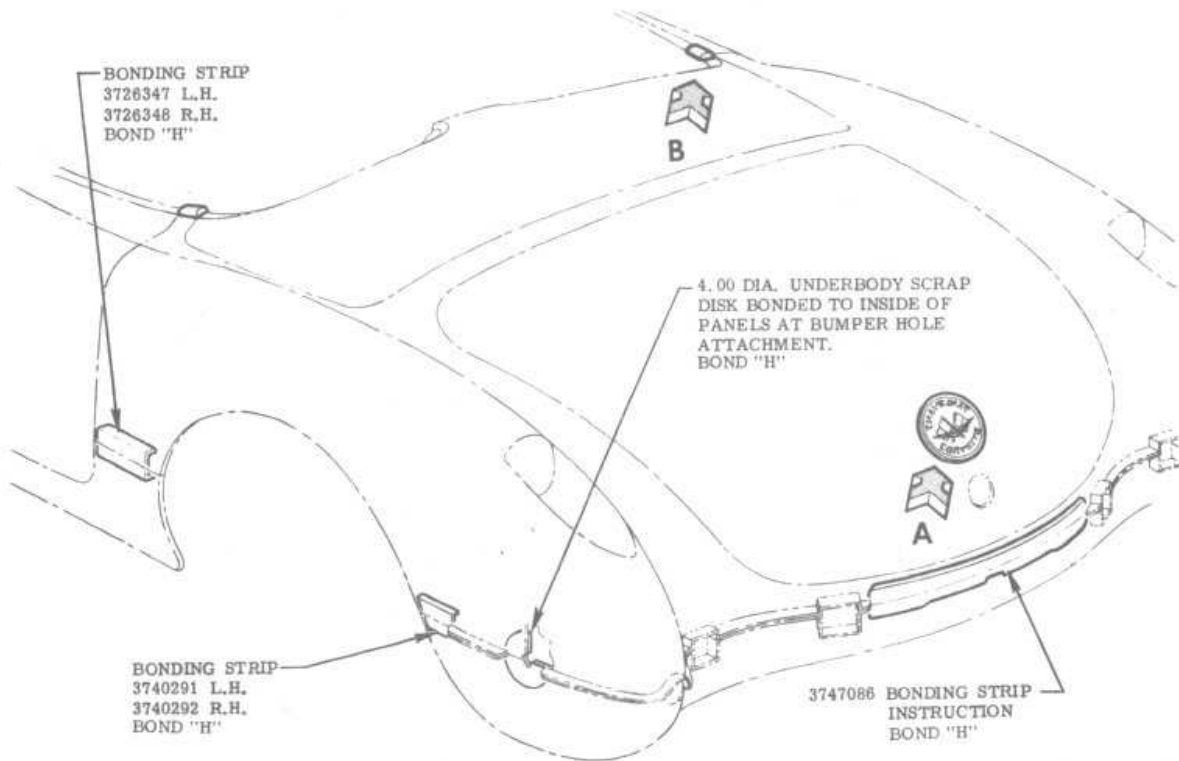 BONDING STRIP
3726347 L.H.
3726348 R.H.
BOND "H"
B
4.00 DIA. UNDERBODY SCRAP
DISK BONDED TO INSIDE OF
PANELS AT BUMPER HOLE
ATTACHMENT.
BOND "H"
A
BONDING STRIP
3740291 L.H.
3740292 R.H.
BOND "H"
3747086 BONDING STRIP
INSTRUCTION
BOND "H"